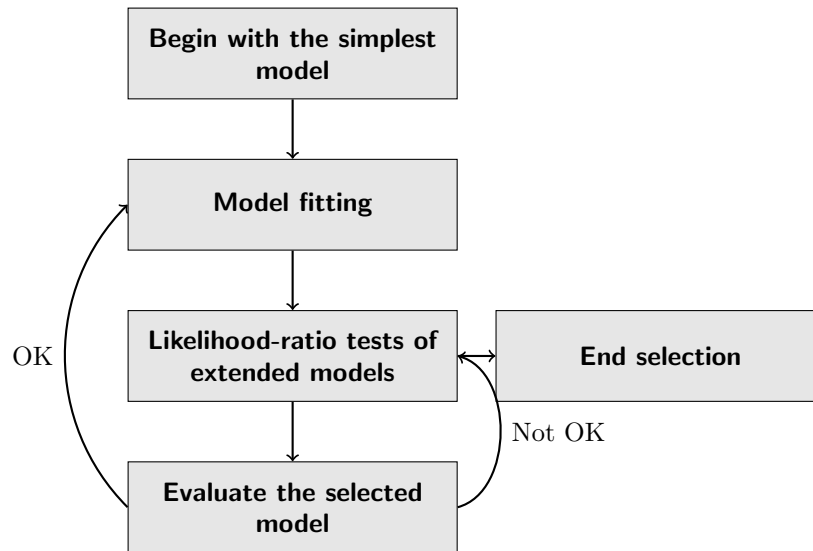 Begin with the simplest
model
Model fitting
OK
Likelihood-ratio tests of
extended models
End selection
Not OK
Evaluate the selected
model